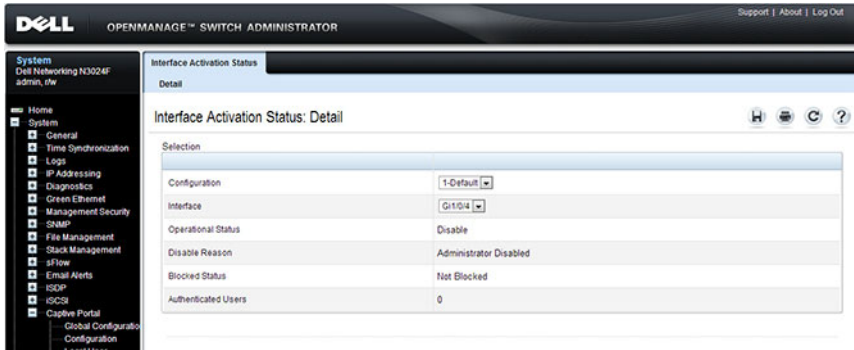 Support | About | Log Out
DELL OPENMANAGE™ SWITCH ADMINISTRATOR
System
Dell Networking N3024F
admin, r/w
Home
System
General
Time Synchronization
Logs
IP Addressing
Diagnostics
Green Ethernet
Management Security
SNMP
File Management
Stack Management
sFlow
Email Alerts
ISDP
iSCSI
Captive Portal
Global Configuratio
Configuration
Interface Activation Status
Detail
Interface Activation Status: Detail
Selection
Configuration 1-Default
Interface Gi1/0/4
Operational Status Disable
Disable Reason Administrator Disabled
Blocked Status Not Blocked
Authenticated Users 0